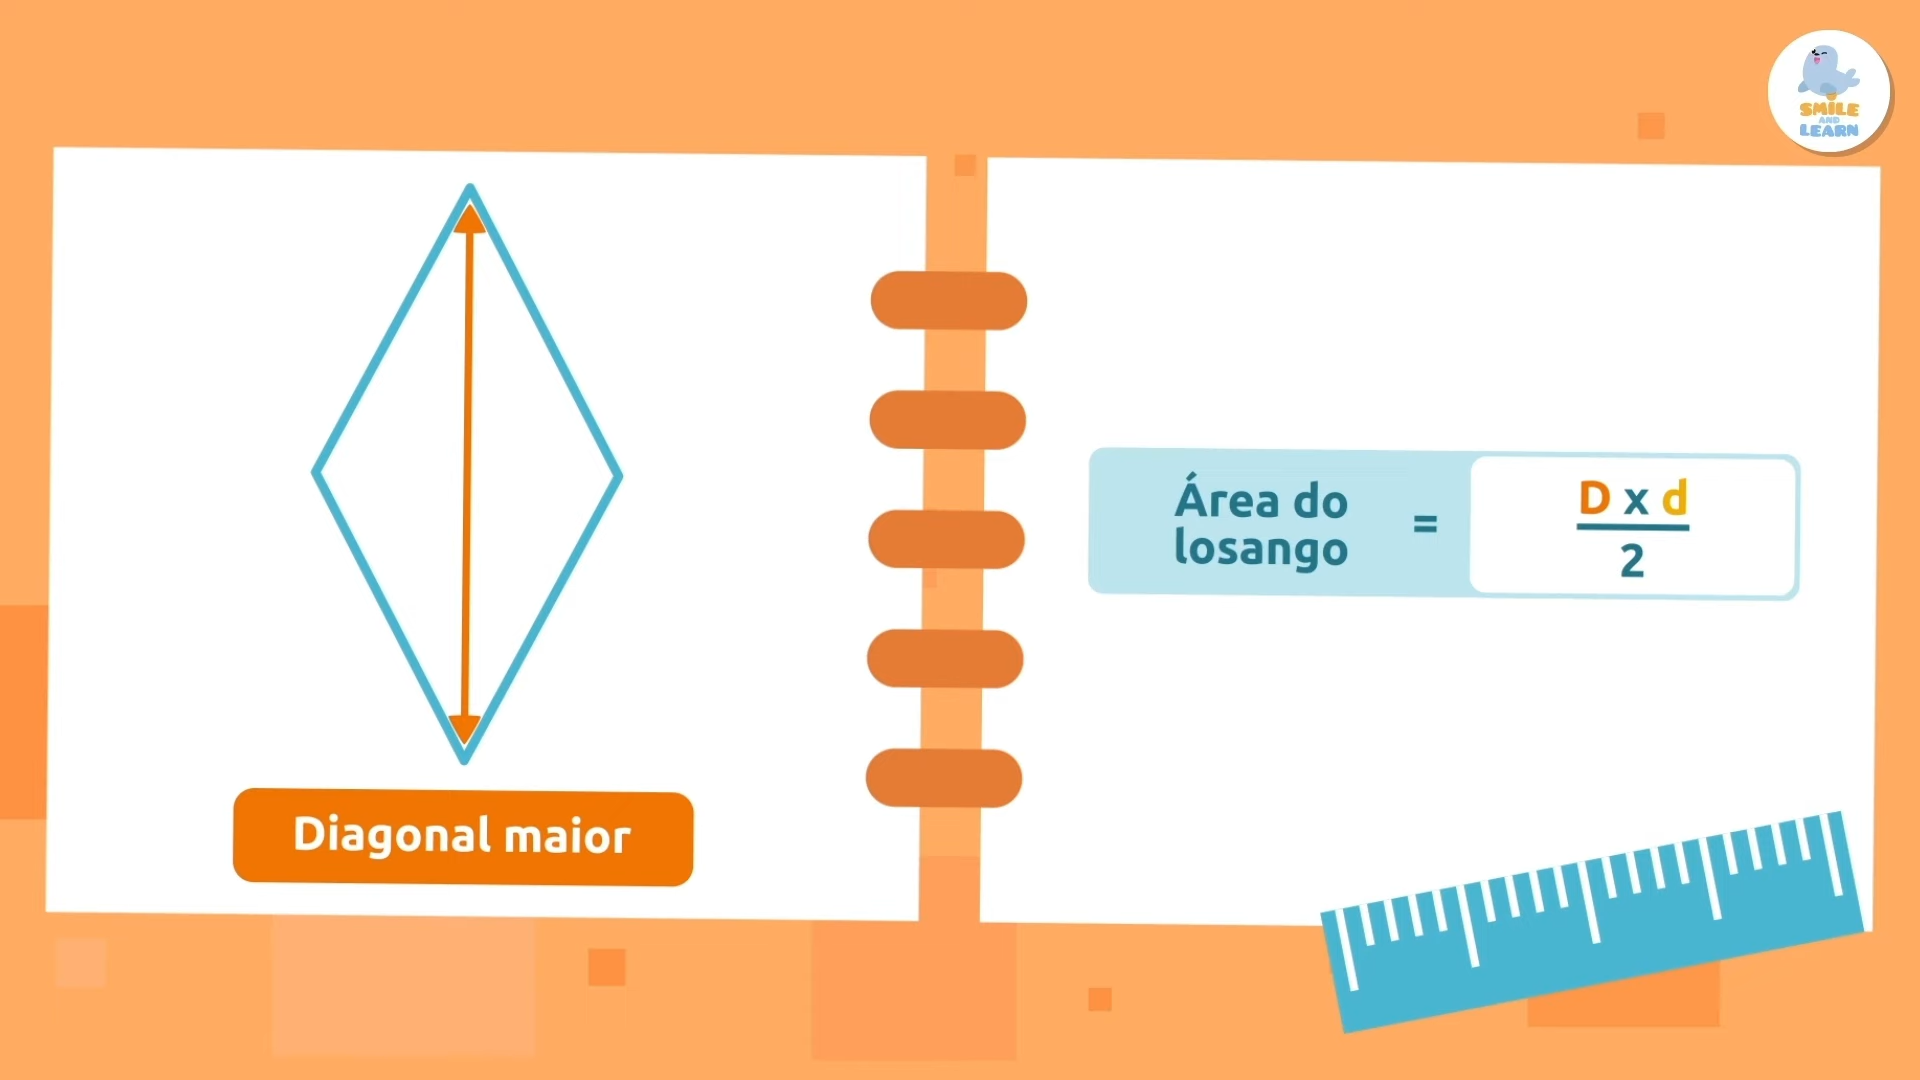 SMILE
AND
LEARN
Diagonal maior
Área do
losango
=
D x d
2